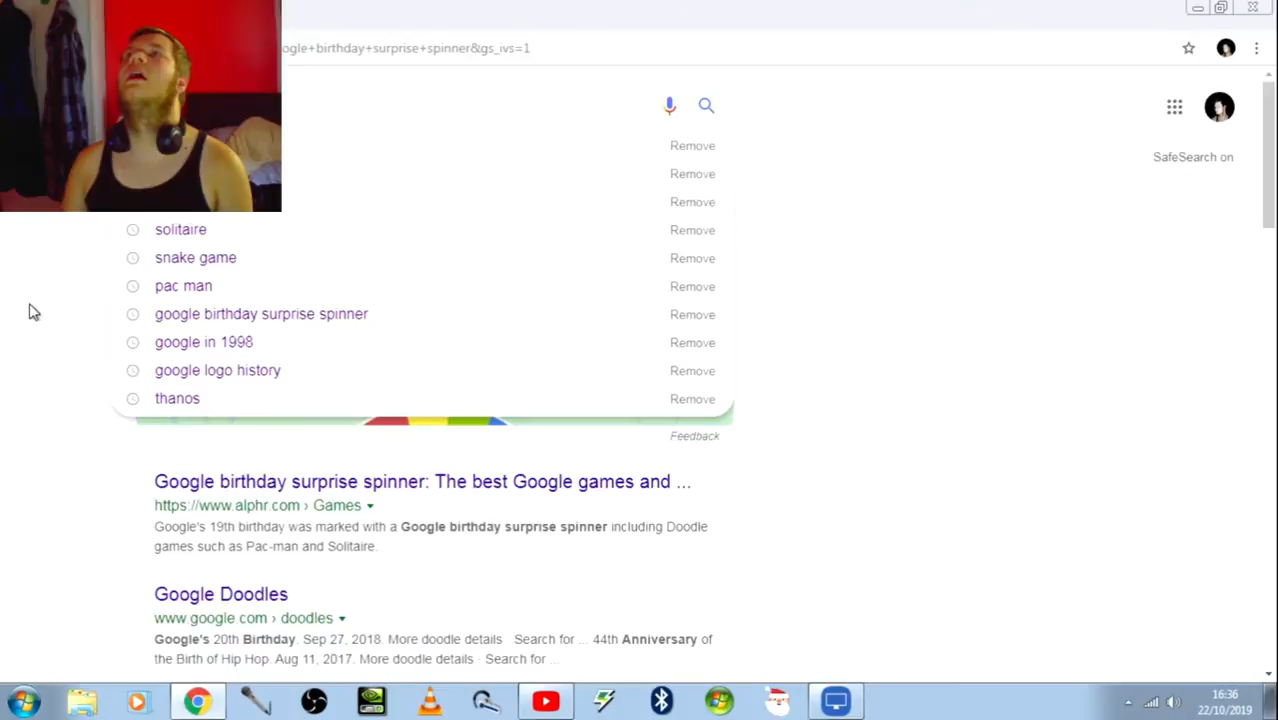 ogle+birthday+surprise+spinner&gs_ivs=1
SafeSearch on
Remove
Remove
Remove
solitaire Remove
snake game Remove
pac man Remove
google birthday surprise spinner Remove
google in 1998 Remove
google logo history Remove
thanos Remove
Feedback
Google birthday surprise spinner: The best Google games and ...
https://www.alphr.com › Games
Google's 19th birthday was marked with a Google birthday surprise spinner including Doodle
games such as Pac-man and Solitaire.
Google Doodles
www.google.com › doodles
Google's 20th Birthday. Sep 27, 2018. More doodle details · Search for ... 44th Anniversary of
the Birth of Hip Hop. Aug 11, 2017. More doodle details · Search for ...
16:36
22/10/2019